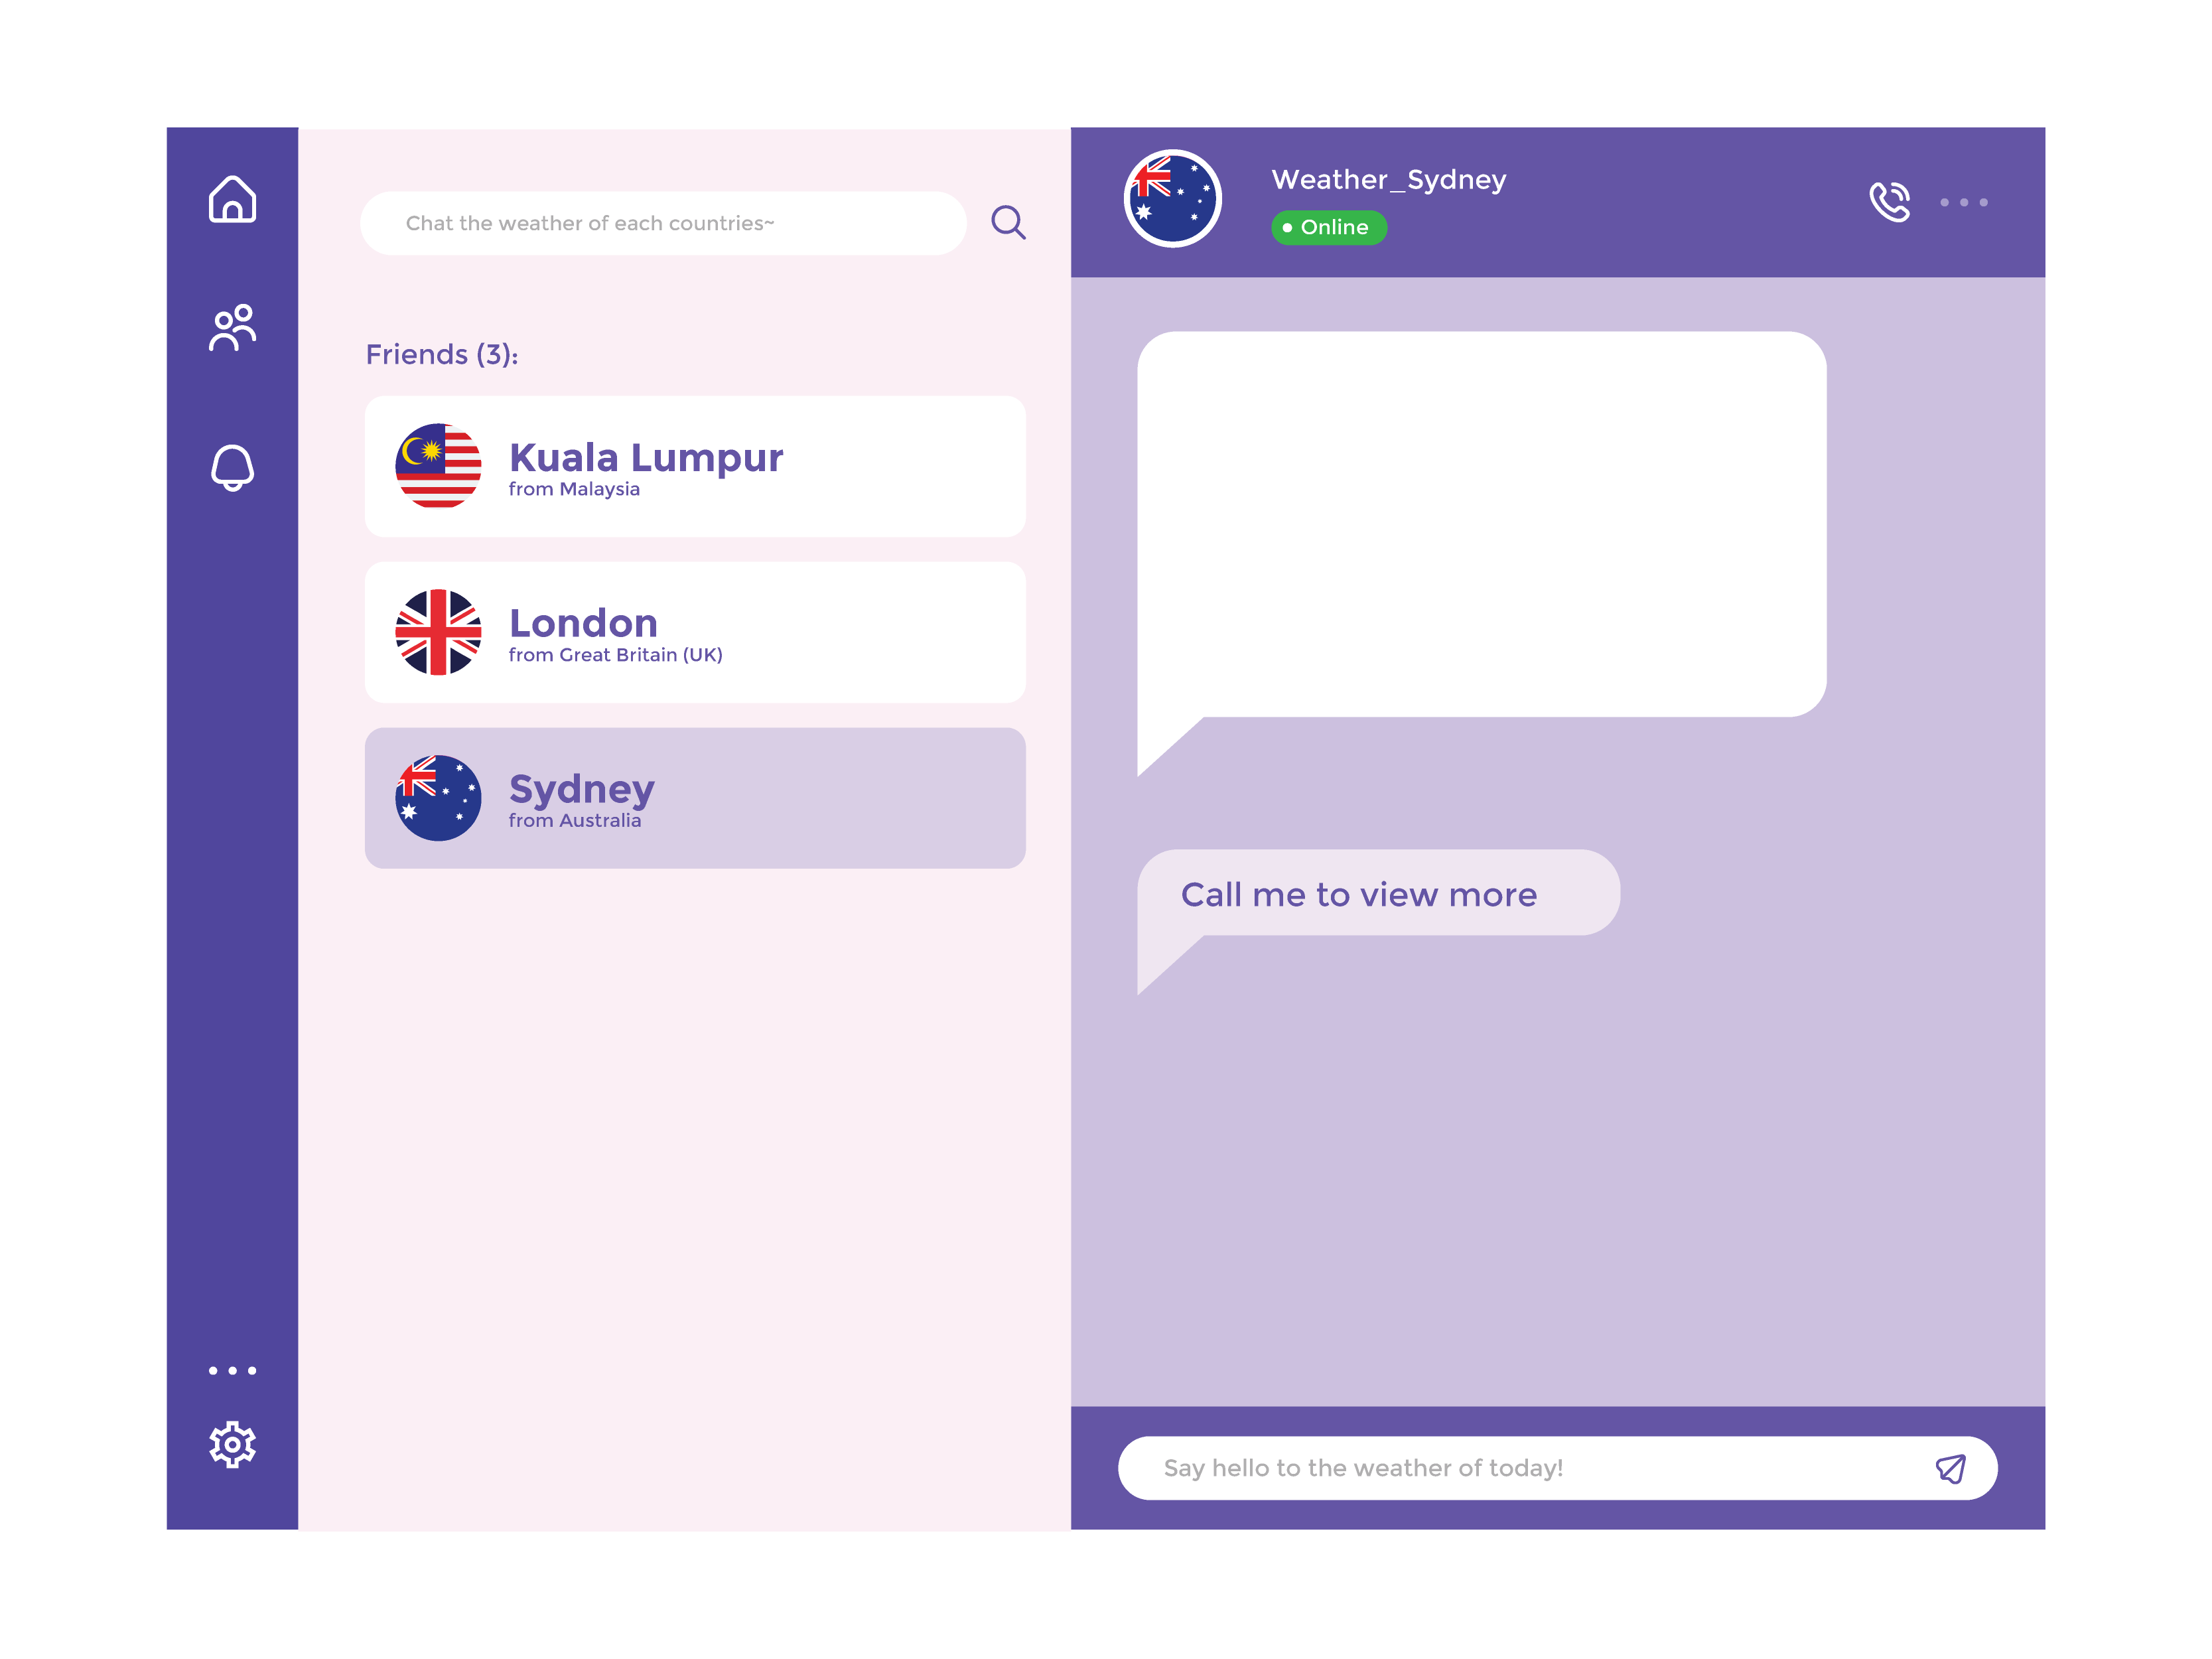 Chat the weather of each countries~
Friends (3):
Kuala Lumpur
from Malaysia
London
from Great Britain (UK)
Sydney
from Australia
Weather_Sydney
Online
Call me to view more
Say hello to the weather of today!